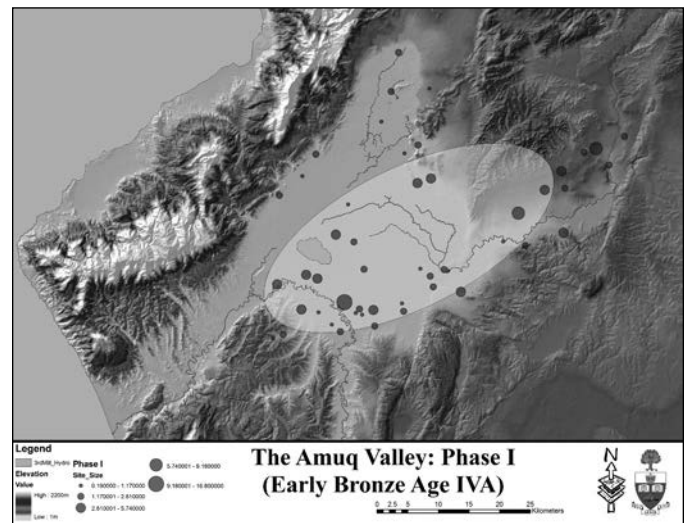 Legend
3rdMill_Hydro
Elevation
Value
High : 2200m
Low : 1m
Phase I
Site_Size
0.190000 - 1.170000
1.170001 - 2.810000
2.810001 - 5.740000
5.740001 - 9.180000
9.180001 - 16.800000
The Amuq Valley: Phase I
(Early Bronze Age IVA)
0 2.5 5 10 15 20 25
Kilometers
N